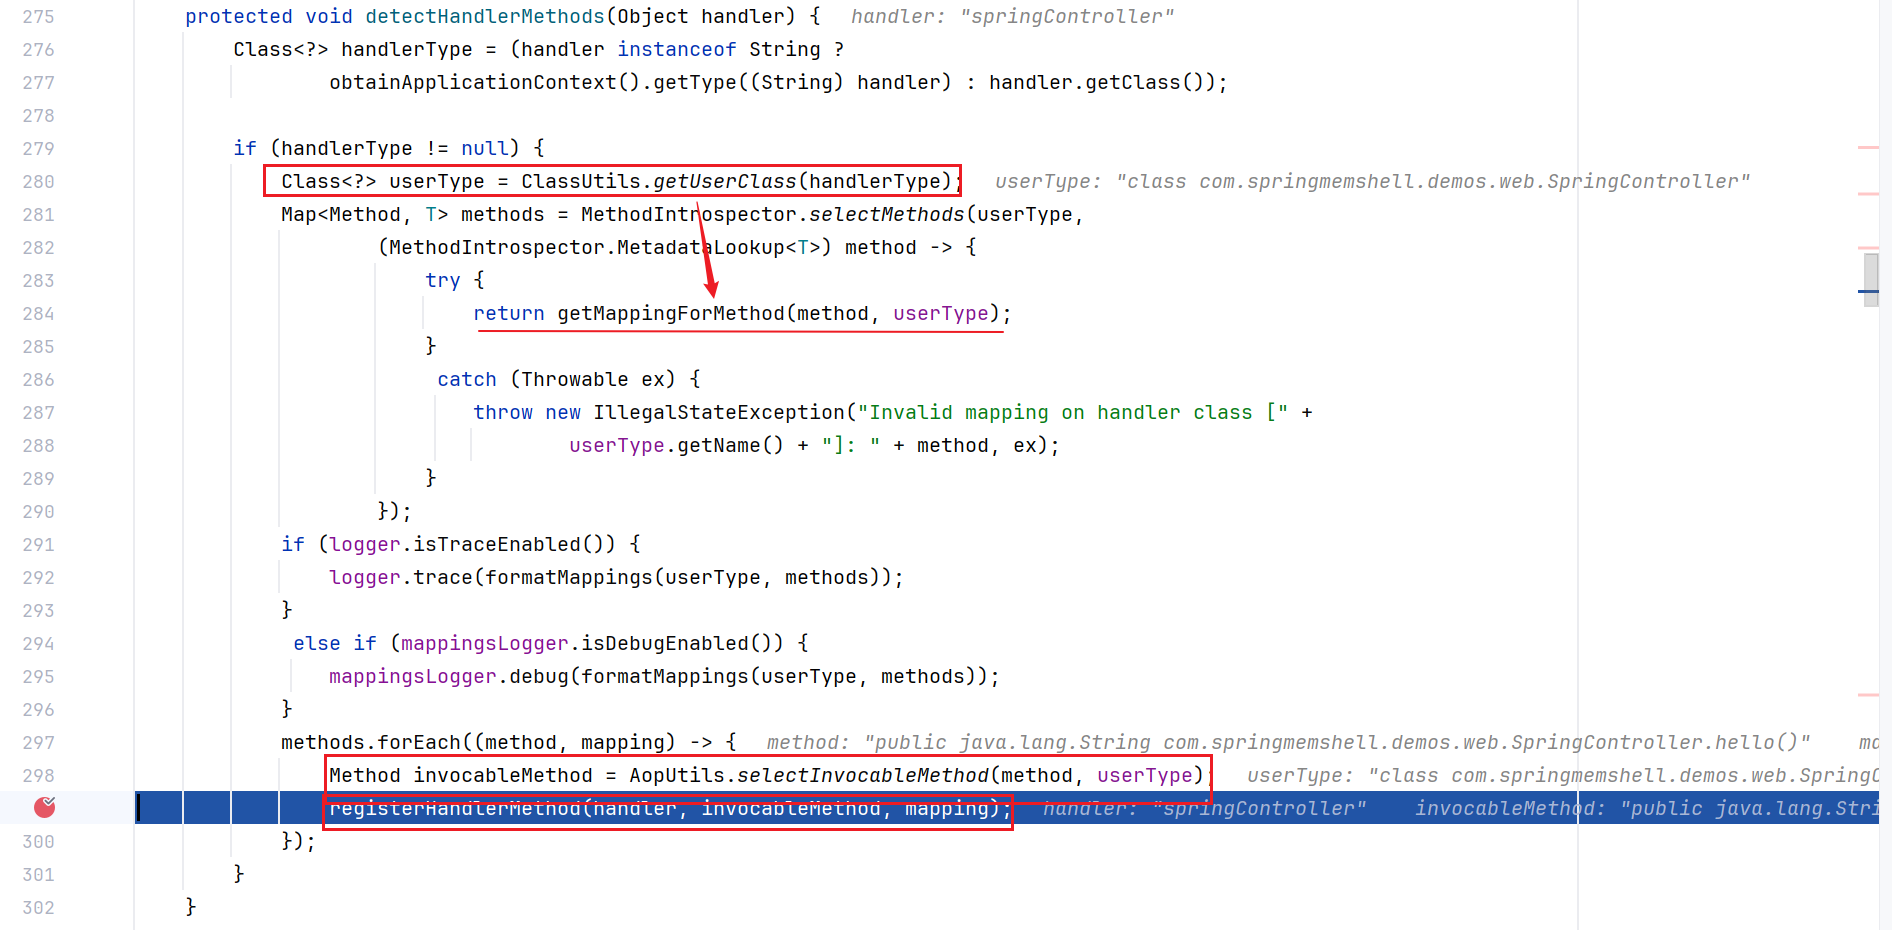 275 protected void detectHandlerMethods(Object handler) { handler: "springController"
276 Class<?> handlerType = (handler instanceof String ?
277 obtainApplicationContext().getType((String) handler) : handler.getClass());
278
279 if (handlerType != null) {
280 Class<?> userType = ClassUtils.getUserClass(handlerType); userType: "class com.springmemshell.demos.web.SpringController"
281 Map<Method, T> methods = MethodIntrospector.selectMethods(userType,
282 (MethodIntrospector.MetadataLookup<T>) method -> {
283 try {
284 return getMappingForMethod(method, userType);
285 }
286 catch (Throwable ex) {
287 throw new IllegalStateException("Invalid mapping on handler class [" +
288 userType.getName() + "]: " + method, ex);
289 }
290 });
291 if (logger.isTraceEnabled()) {
292 logger.trace(formatMappings(userType, methods));
293 }
294 else if (mappingsLogger.isDebugEnabled()) {
295 mappingsLogger.debug(formatMappings(userType, methods));
296 }
297 methods.forEach((method, mapping) -> { method: "public java.lang.String com.springmemshell.demos.web.SpringController.hello()" ma
298 Method invocableMethod = AopUtils.selectInvocableMethod(method, userType); userType: "class com.springmemshell.demos.web.SpringC
registerHandlerMethod(handler, invocableMethod, mapping); handler: "springController" invocableMethod: "public java.lang.Stri
300 });
301 }
302 }